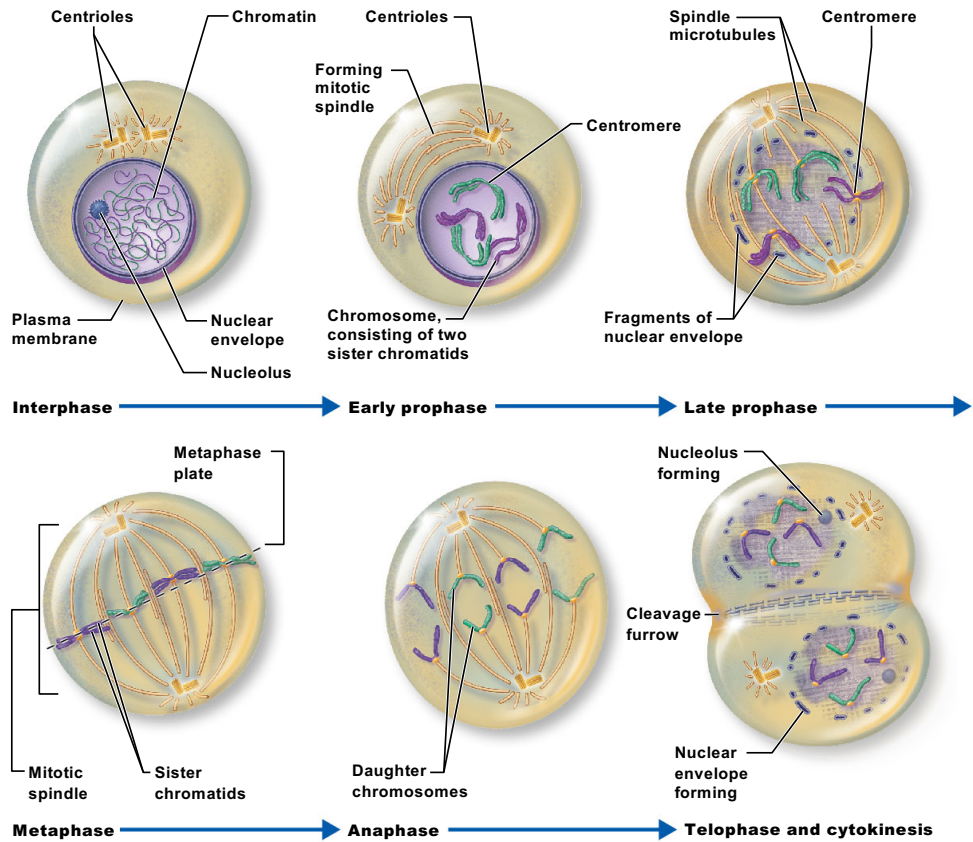 Centrioles
Chromatin
Plasma
membrane
Nuclear
envelope
Nucleolus
Interphase
Centrioles
Forming
mitotic
spindle
Centromere
Chromosome,
consisting of two
sister chromatids
Early prophase
Spindle
microtubules
Centromere
Fragments of
nuclear envelope
Late prophase
Metaphase
plate
Mitotic
spindle
Sister
chromatids
Metaphase
Daughter
chromosomes
Anaphase
Nucleolus
forming
Cleavage
furrow
Nuclear
envelope
forming
Telophase and cytokinesis